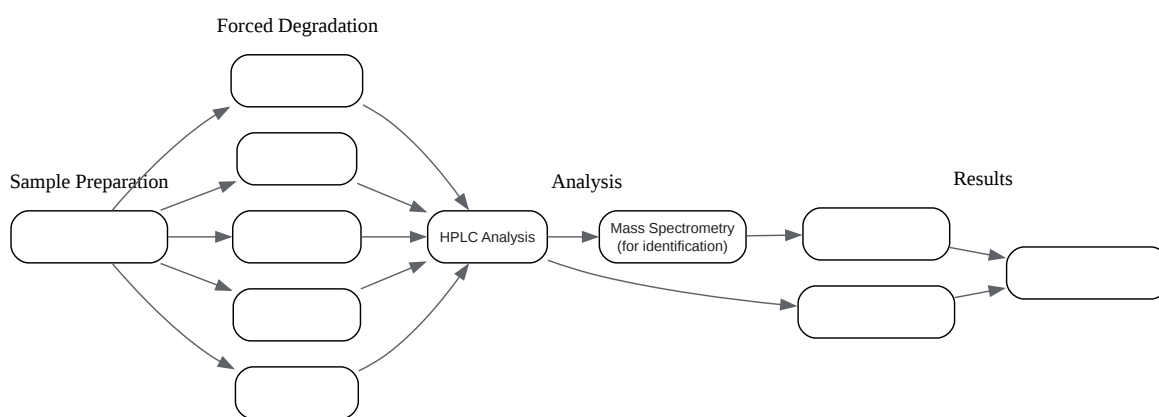 Forced Degradation
Sample Preparation
Analysis
Results
HPLC Analysis
Mass Spectrometry
(for identification)